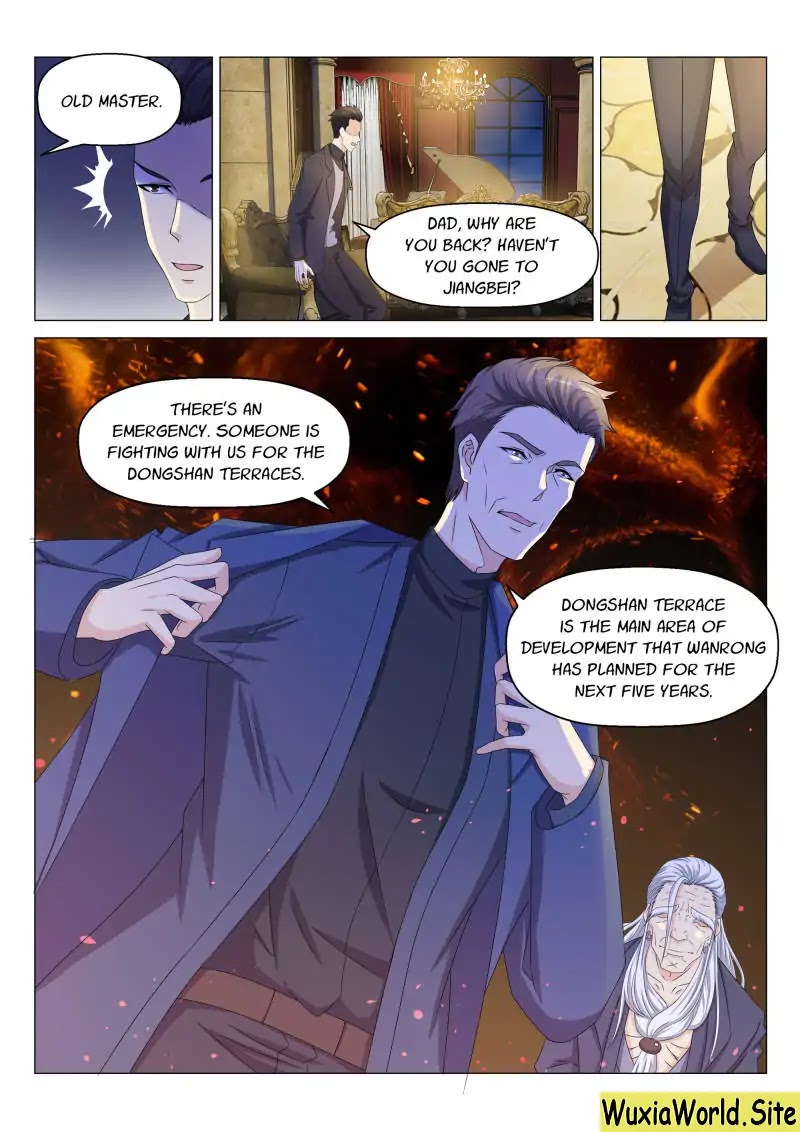 OLD MASTER.
DAD, WHY ARE
YOU BACK? HAVEN'T
YOU GONE TO
JIANGBEI?
THERE'S AN
EMERGENCY. SOMEONE IS
FIGHTING WITH US FOR THE
DONGSHAN TERRACES.
DONGSHAN TERRACE
IS THE MAIN AREA OF
DEVELOPMENT THAT WANRONG
HAS PLANNED FOR THE
NEXT FIVE YEARS.
WuxiaWorld.Site